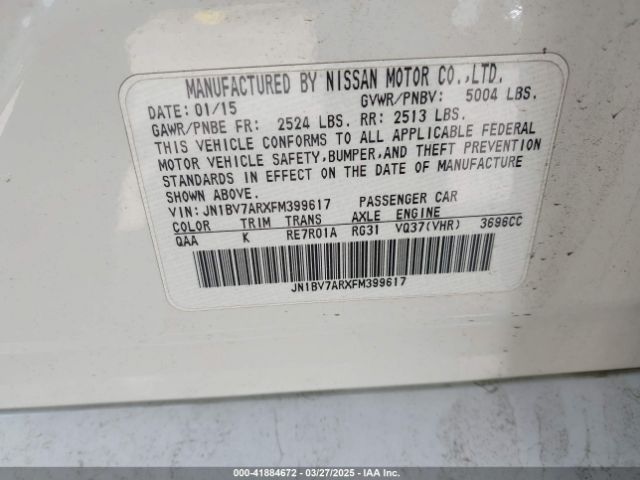 MANUFACTURED BY NISSAN MOTOR CO.,LTD.
DATE: 01/15 GVWR/PNBV: 5004 LBS.
GAWR/PNBE FR: 2524 LBS. RR: 2513 LBS.
THIS VEHICLE CONFORMS TO ALL APPLICABLE FEDERAL
MOTOR VEHICLE SAFETY,BUMPER,AND THEFT PREVENTION
STANDARDS IN EFFECT ON THE DATE OF MANUFACTURE
SHOWN ABOVE.
VIN: JN1BV7ARXFM399617 PASSENGER CAR
COLOR TRIM TRANS AXLE ENGINE
QAA K RE7R01A RG31 VQ37(VHR) 3696CC
JN1BV7ARXFM399617
000-41884672 - 03/27/2025 - IAA Inc.